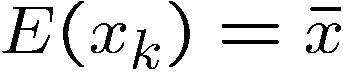 E(x_k) = \bar{x}